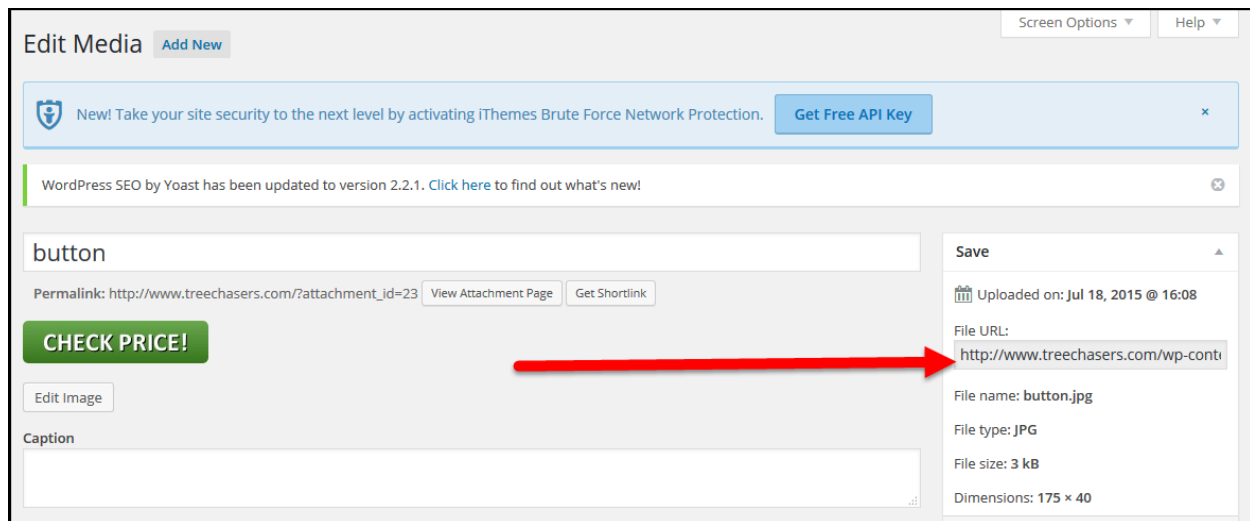 Screen Options
Help
Edit Media Add New
New! Take your site security to the next level by activating iThemes Brute Force Network Protection. Get Free API Key ×
WordPress SEO by Yoast has been updated to version 2.2.1. Click here to find out what's new!
button
Permalink: http://www.treechasers.com/?attachment_id=23 View Attachment Page Get Shortlink
CHECK PRICE!
Edit Image
Caption
Save
Uploaded on: Jul 18, 2015 @ 16:08
File URL:
http://www.treechasers.com/wp-conte
File name: button.jpg
File type: JPG
File size: 3 kB
Dimensions: 175 × 40